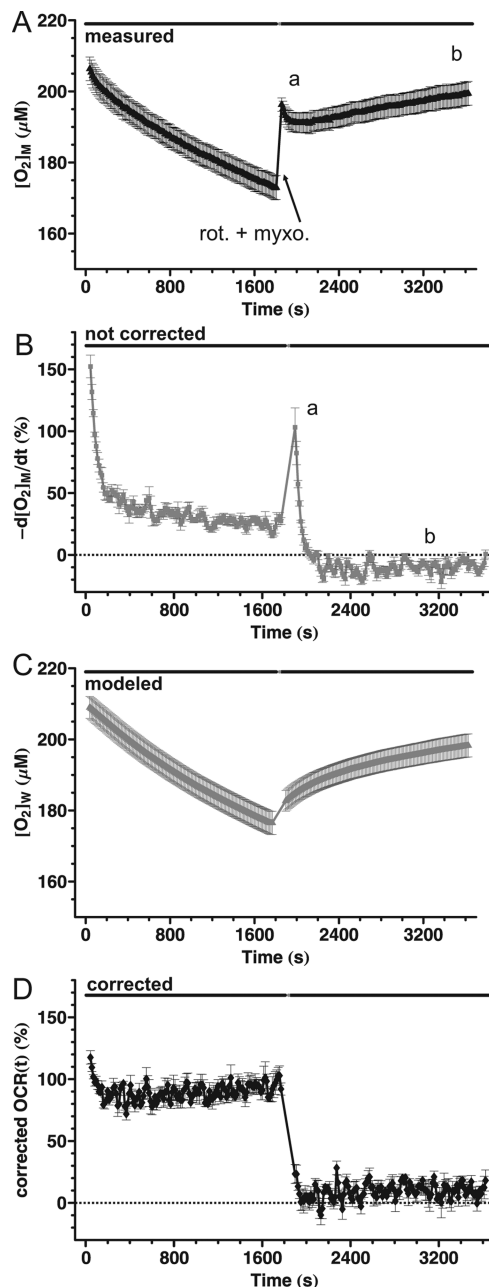 A
measured
220
200
180
160
[O₂]M (µM)
a
b
rot. + myxo.
0 800 1600 2400 3200
Time (s)
B
not corrected
150
100
50
0
−d[O₂]M/dt (%)
a
b
0 800 1600 2400 3200
Time (s)
C
modeled
220
200
180
160
[O₂]W (µM)
0 800 1600 2400 3200
Time (s)
D
corrected
150
100
50
0
corrected OCR(t) (%)
0 800 1600 2400 3200
Time (s)